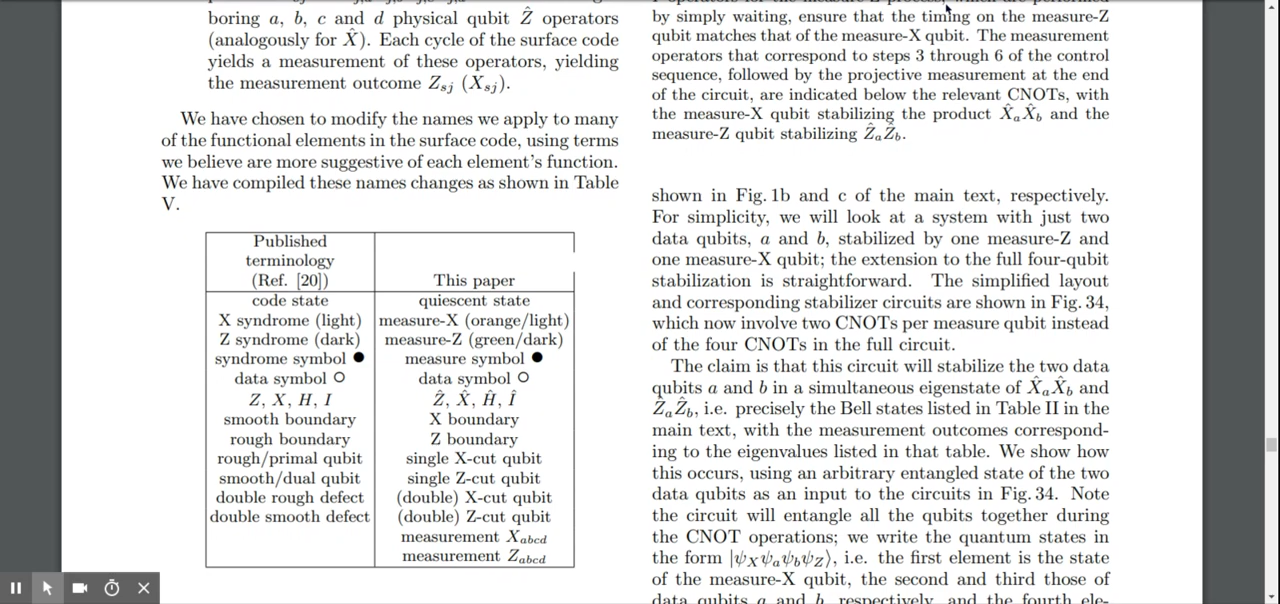 boring a, b, c and d physical qubit Ẑ operators
(analogously for X̂). Each cycle of the surface code
yields a measurement of these operators, yielding
the measurement outcome Z_sj (X_sj).
We have chosen to modify the names we apply to many
of the functional elements in the surface code, using terms
we believe are more suggestive of each element's function.
We have compiled these names changes as shown in Table
V.
Published
terminology
(Ref. [20]) This paper
code state quiescent state
X syndrome (light) measure-X (orange/light)
Z syndrome (dark) measure-Z (green/dark)
syndrome symbol ● measure symbol ●
data symbol ○ data symbol ○
Z, X, H, I Ẑ, X̂, Ĥ, Î
smooth boundary X boundary
rough boundary Z boundary
rough/primal qubit single X-cut qubit
smooth/dual qubit single Z-cut qubit
double rough defect (double) X-cut qubit
double smooth defect (double) Z-cut qubit
measurement X_abcd
measurement Z_abcd
by simply waiting, ensure that the timing on the measure-Z
qubit matches that of the measure-X qubit. The measurement
operators that correspond to steps 3 through 6 of the control
sequence, followed by the projective measurement at the end
of the circuit, are indicated below the relevant CNOTs, with
the measure-X qubit stabilizing the product X̂_aX̂_b and the
measure-Z qubit stabilizing Ẑ_aẐ_b.
shown in Fig. 1b and c of the main text, respectively.
For simplicity, we will look at a system with just two
data qubits, a and b, stabilized by one measure-Z and
one measure-X qubit; the extension to the full four-qubit
stabilization is straightforward. The simplified layout
and corresponding stabilizer circuits are shown in Fig. 34,
which now involve two CNOTs per measure qubit instead
of the four CNOTs in the full circuit.
The claim is that this circuit will stabilize the two data
qubits a and b in a simultaneous eigenstate of X̂_aX̂_b and
Ẑ_aẐ_b, i.e. precisely the Bell states listed in Table II in the
main text, with the measurement outcomes correspond-
ing to the eigenvalues listed in that table. We show how
this occurs, using an arbitrary entangled state of the two
data qubits as an input to the circuits in Fig. 34. Note
the circuit will entangle all the qubits together during
the CNOT operations; we write the quantum states in
the form |ψ_Xψ_aψ_bψ_Z⟩, i.e. the first element is the state
of the measure-X qubit, the second and third those of
data qubits a and b, respectively, and the fourth ele-